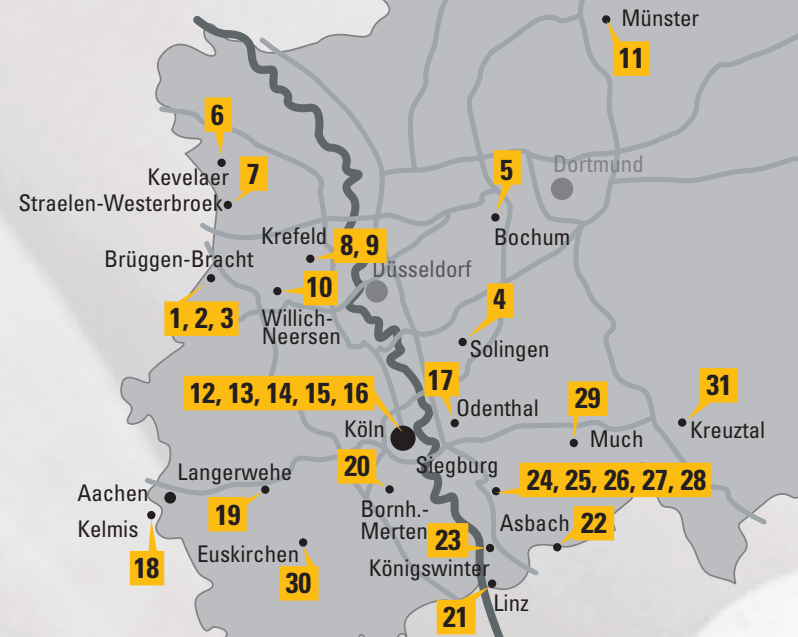 Münster
11
6
Kevelaer
7
Straelen-Westerbroek
5
Dortmund
Bochum
Krefeld
8, 9
Brüggen-Bracht
Düsseldorf
10
1, 2, 3
Willich-
Neersen
4
Solingen
12, 13, 14, 15, 16
17
Odenthal
29
31
Köln
Much
Kreuztal
Siegburg
24, 25, 26, 27, 28
20
Langerwehe
Aachen
19
Bornh.-
Merten
Kelmis
18
Asbach
22
23
Euskirchen
30
Königswinter
Linz
21